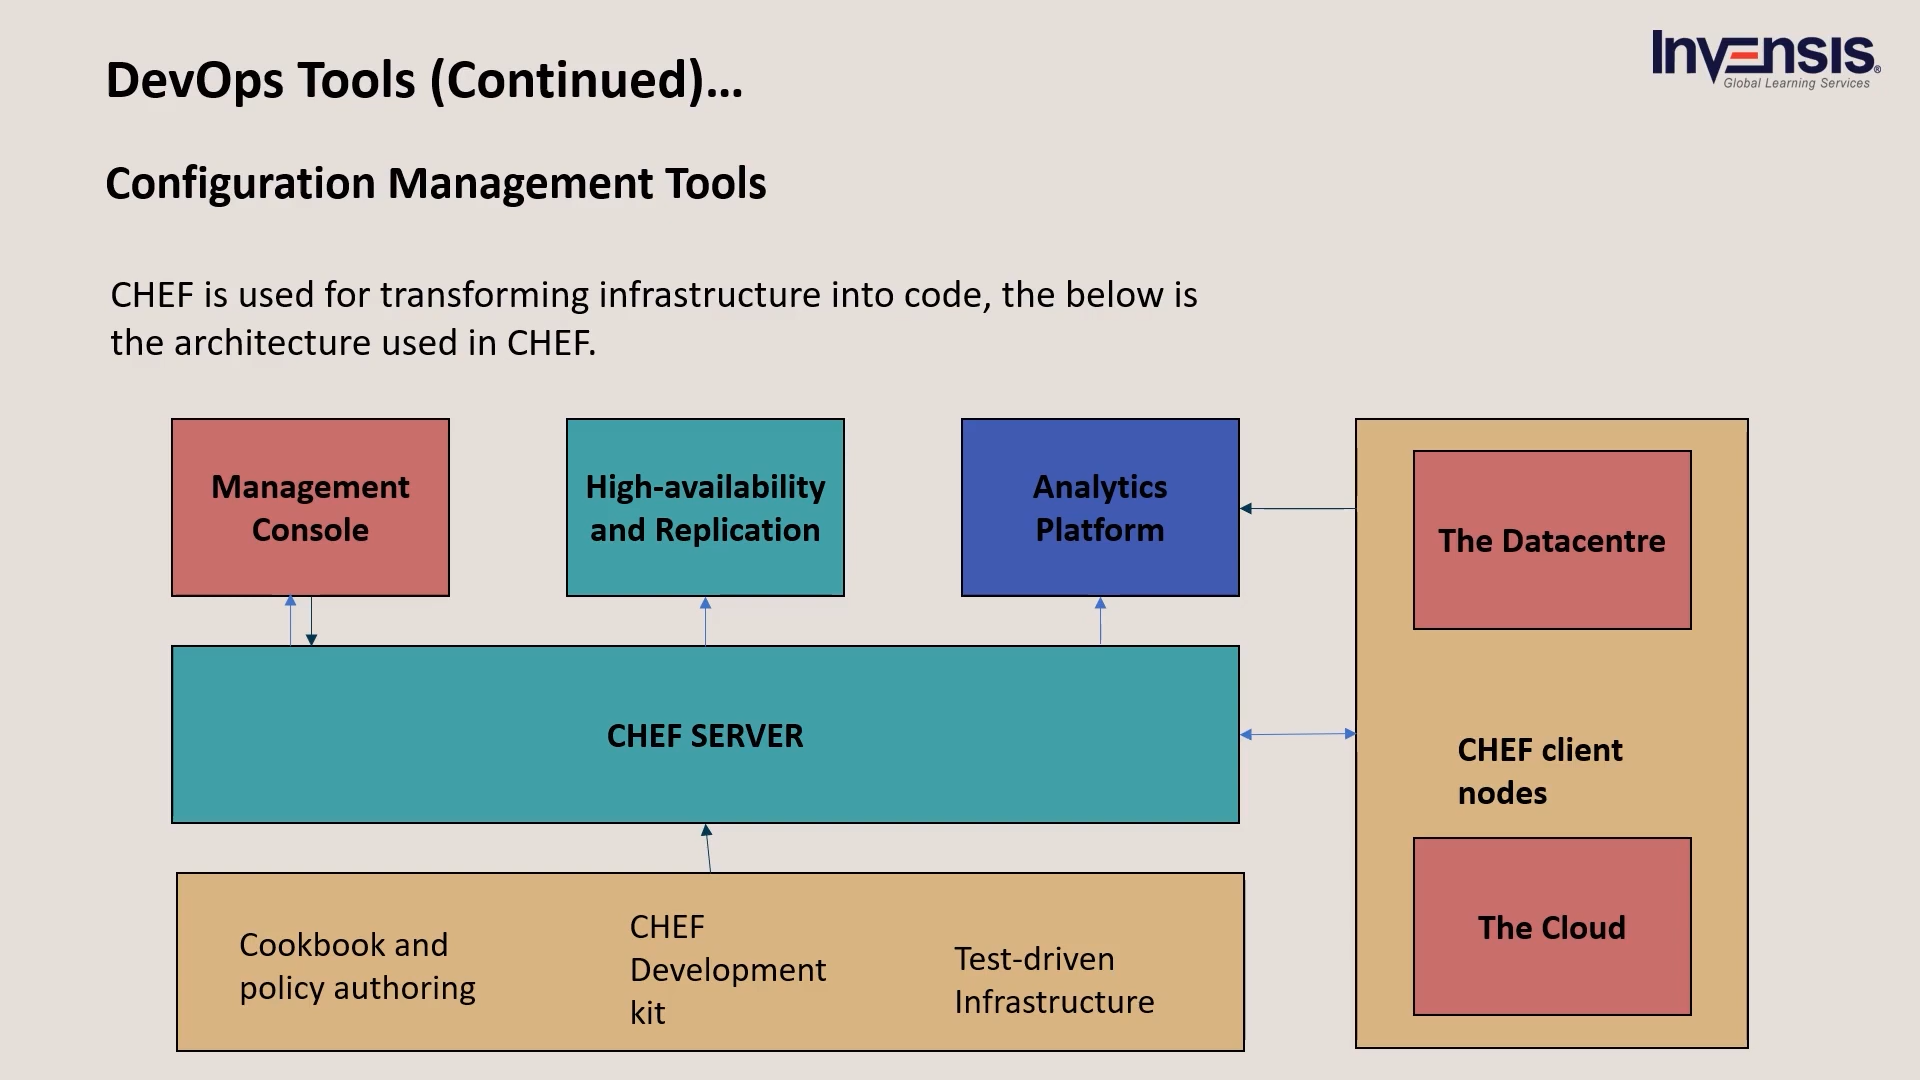 DevOps Tools (Continued)...
Invensis®
Global Learning Services
Configuration Management Tools
CHEF is used for transforming infrastructure into code, the below is
the architecture used in CHEF.
Management
Console
High-availability
and Replication
Analytics
Platform
The Datacentre
CHEF SERVER
CHEF client
nodes
The Cloud
Cookbook and
policy authoring
CHEF
Development
kit
Test-driven
Infrastructure